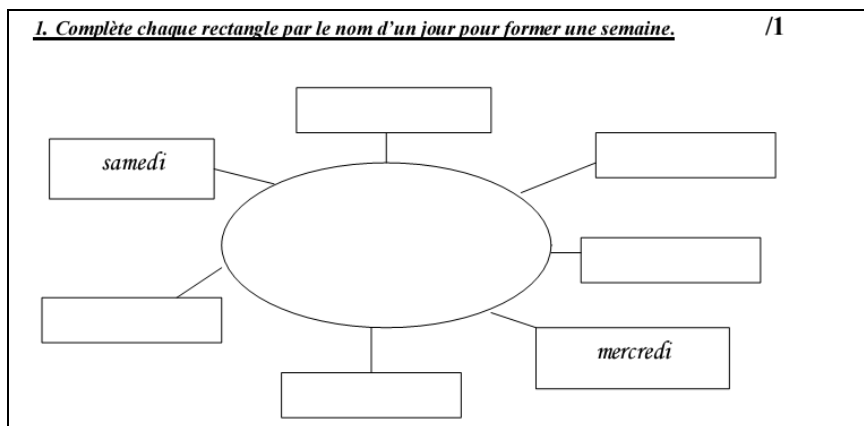 1. Complète chaque rectangle par le nom d'un jour pour former une semaine. /1
samedi
mercredi